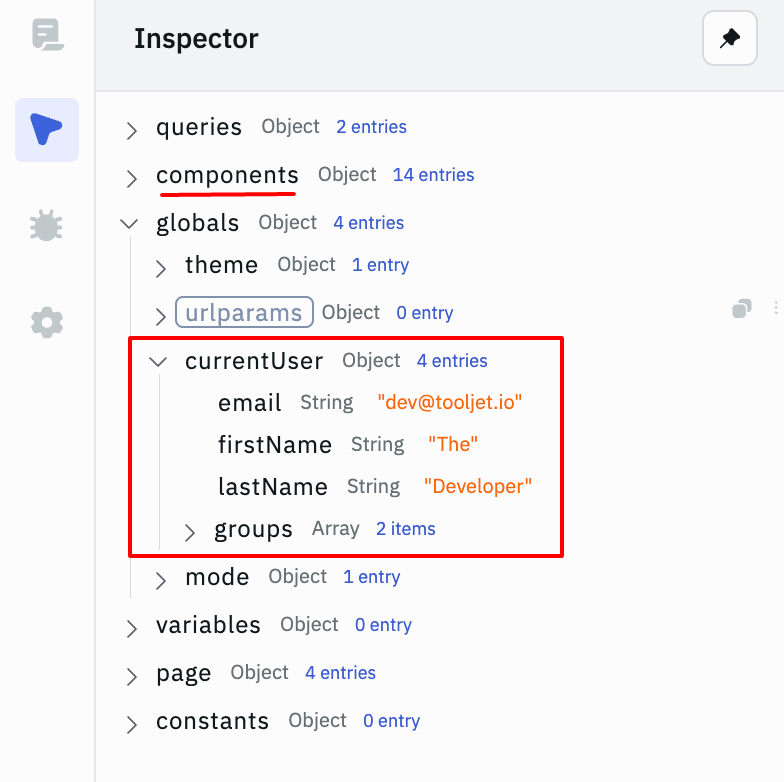 Inspector
queries Object 2 entries
components Object 14 entries
globals Object 4 entries
theme Object 1 entry
urlparams Object 0 entry
currentUser Object 4 entries
email String "dev@tooljet.io"
firstName String "The"
lastName String "Developer"
groups Array 2 items
mode Object 1 entry
variables Object 0 entry
page Object 4 entries
constants Object 0 entry